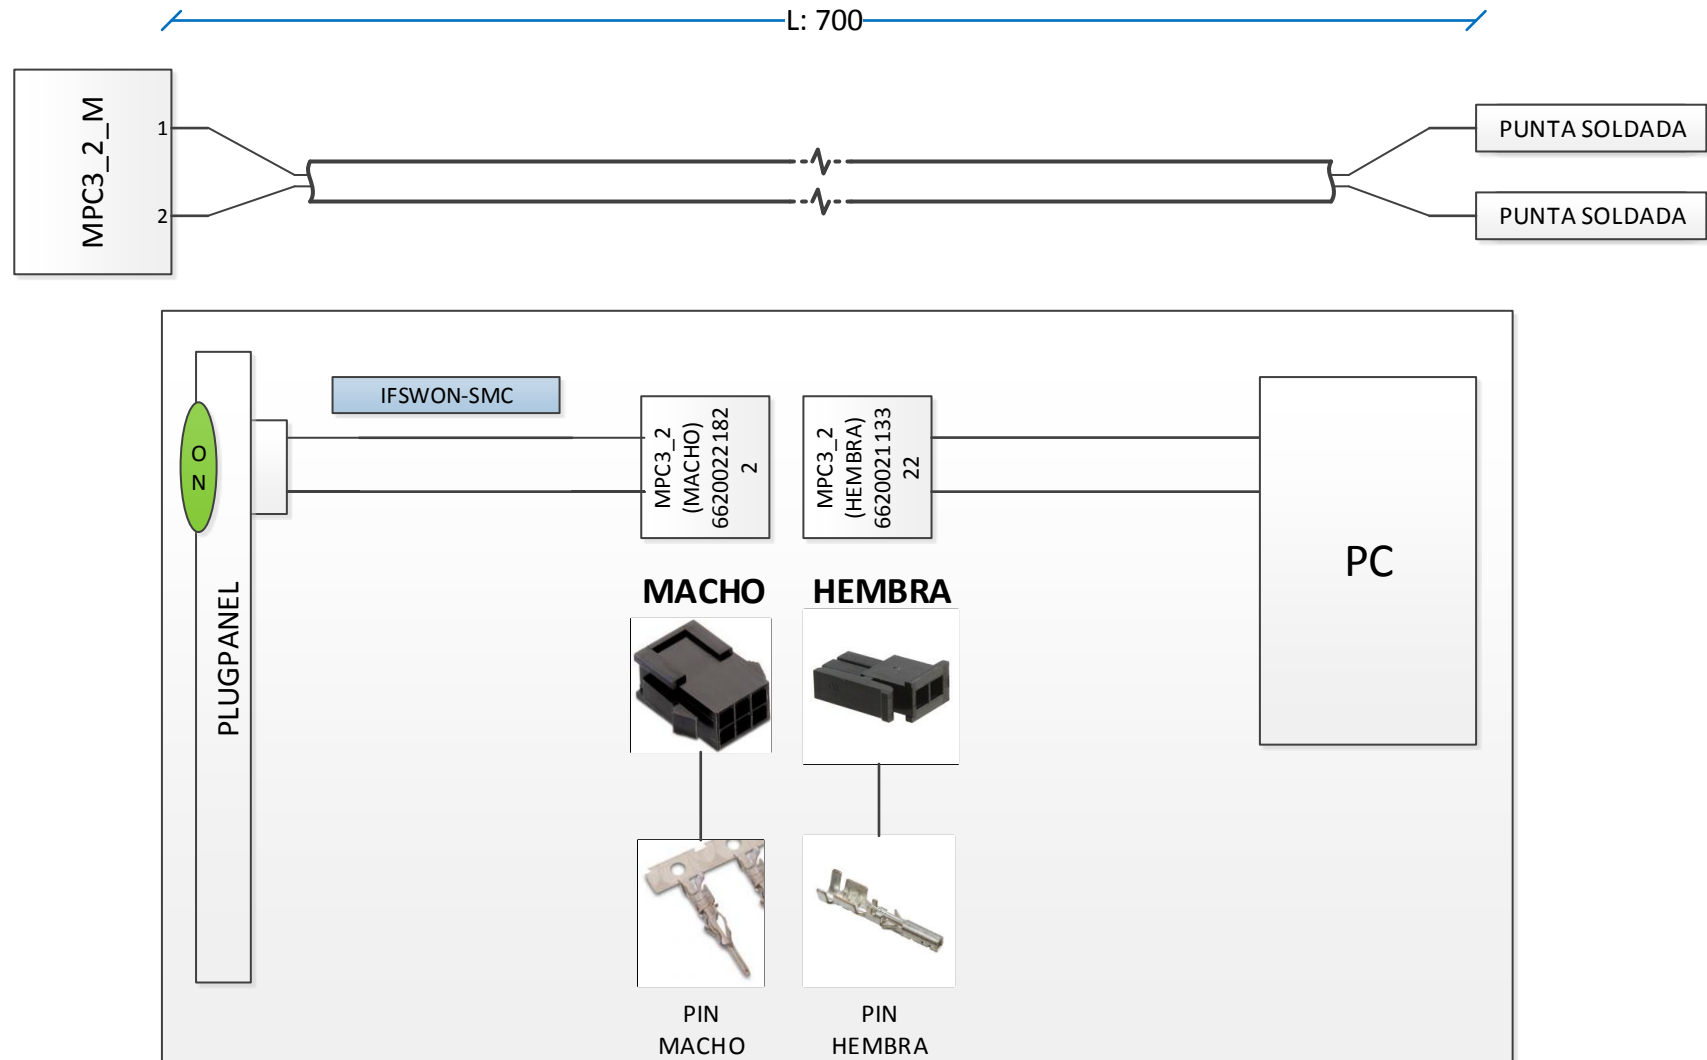 L: 700
MPC3_2_M
1
2
PUNTA SOLDADA
PUNTA SOLDADA
IFSWON-SMC
O
N
PLUGPANEL
MPC3_2
(MACHO)
6620022182
2
MPC3_2
(HEMBRA)
6620021133
22
PC
MACHO
HEMBRA
PIN
MACHO
PIN
HEMBRA